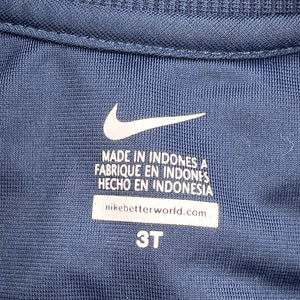 MADE IN INDONES A
FABRIQUE EN INDONES
HECHO EN INDONESIA
nikebetterworld.com
3T